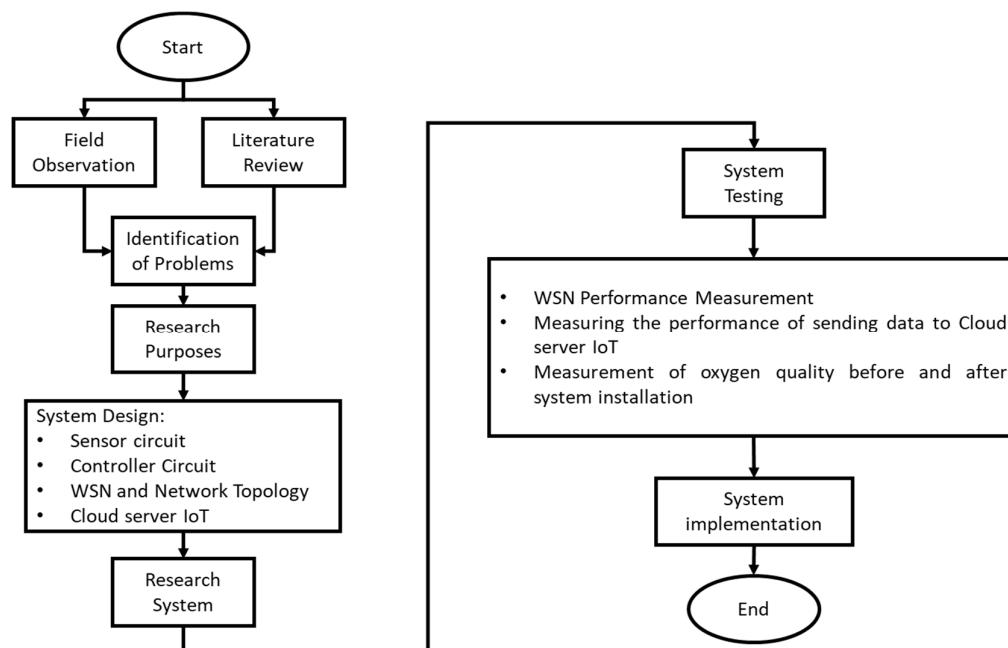 Start
Field
Observation
Literature
Review
Identification
of Problems
Research
Purposes
System Design:
• Sensor circuit
• Controller Circuit
• WSN and Network Topology
• Cloud server IoT
Research
System
System
Testing
• WSN Performance Measurement
• Measuring the performance of sending data to Cloud
server IoT
• Measurement of oxygen quality before and after
system installation
System
implementation
End